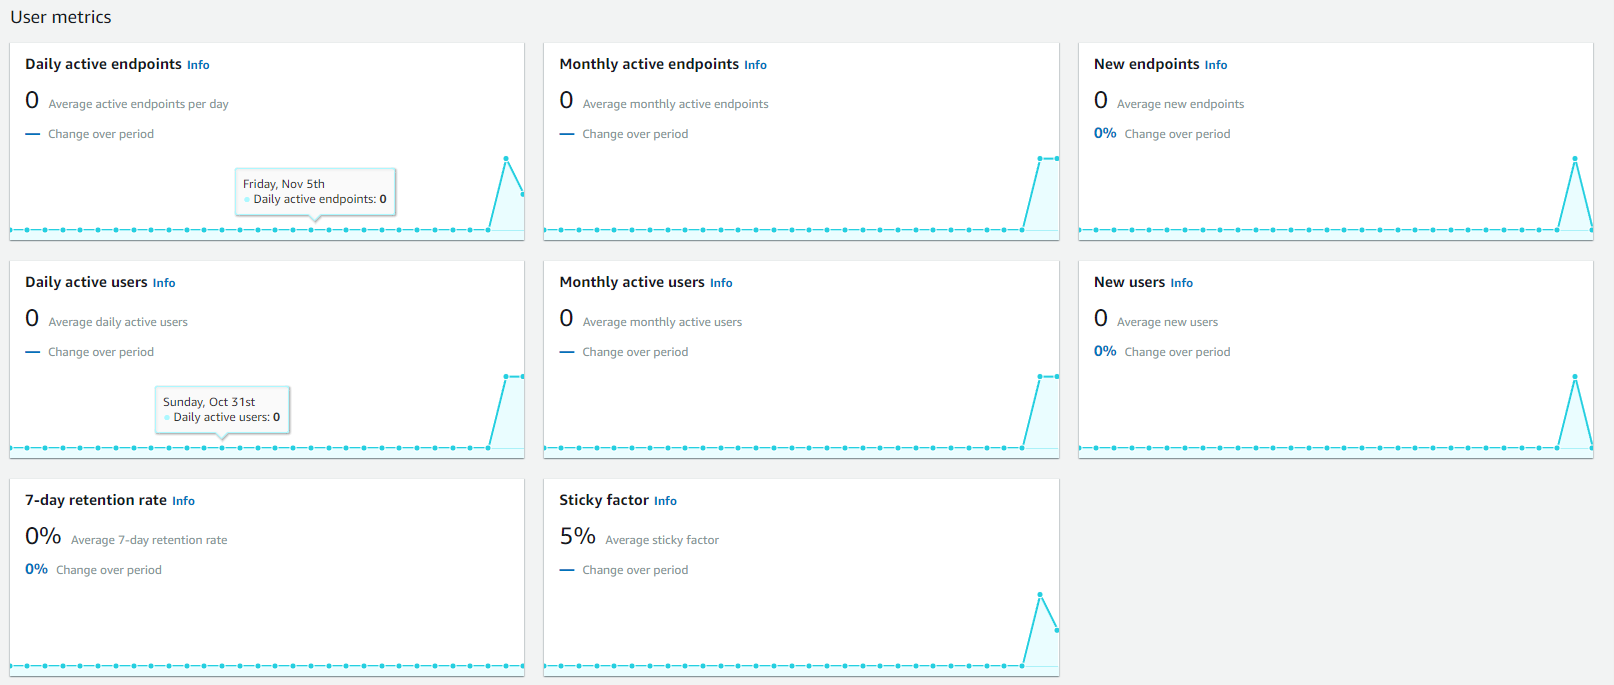 User metrics
Daily active endpoints Info
0 Average active endpoints per day
Change over period
Friday, Nov 5th
Daily active endpoints: 0
Monthly active endpoints Info
0 Average monthly active endpoints
Change over period
New endpoints Info
0 Average new endpoints
0% Change over period
Daily active users Info
0 Average daily active users
Change over period
Sunday, Oct 31st
Daily active users: 0
Monthly active users Info
0 Average monthly active users
Change over period
New users Info
0 Average new users
0% Change over period
7-day retention rate Info
0% Average 7-day retention rate
0% Change over period
Sticky factor Info
5% Average sticky factor
Change over period